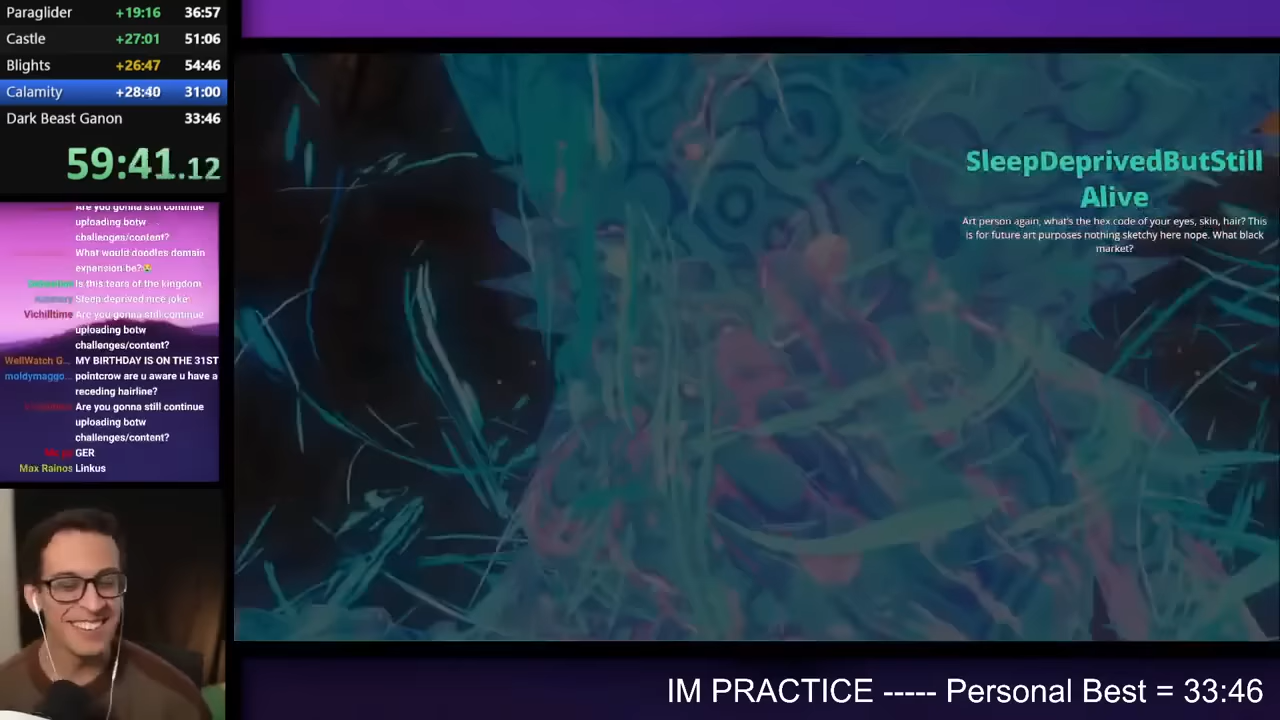 Paraglider +19:16 36:57
Castle +27:01 51:06
Blights +26:47 54:46
Calamity +28:40 31:00
Dark Beast Ganon 33:46
59:41.12
Are you gonna still continue
uploading botw
challenges/content?
What would doodles domain
expansion be?😭
Is this tears of the kingdom
Sleep deprived nice joke
Vichilltime Are you gonna still continue
uploading botw
challenges/content?
WellWatch G... MY BIRTHDAY IS ON THE 31ST
moldymaggo... pointcrow are u aware u have a
receding hairline?
Are you gonna still continue
uploading botw
challenges/content?
GER
Max Rainos Linkus
SleepDeprivedButStill
Alive
Art person again, what's the hex code of your eyes, skin, hair? This
is for future art purposes nothing sketchy here nope. What black
market?
IM PRACTICE ----- Personal Best = 33:46